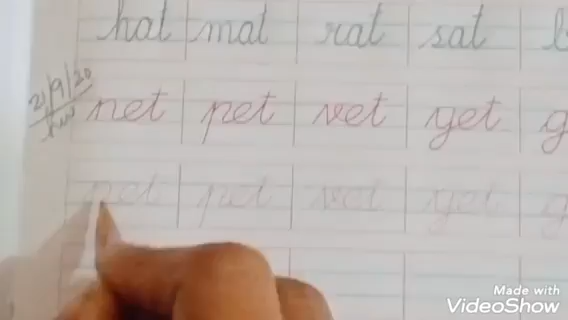 hat mat rat sat
21/9/20
H.W
net pet vet get g
net pet vet get g
Made with
VideoShow